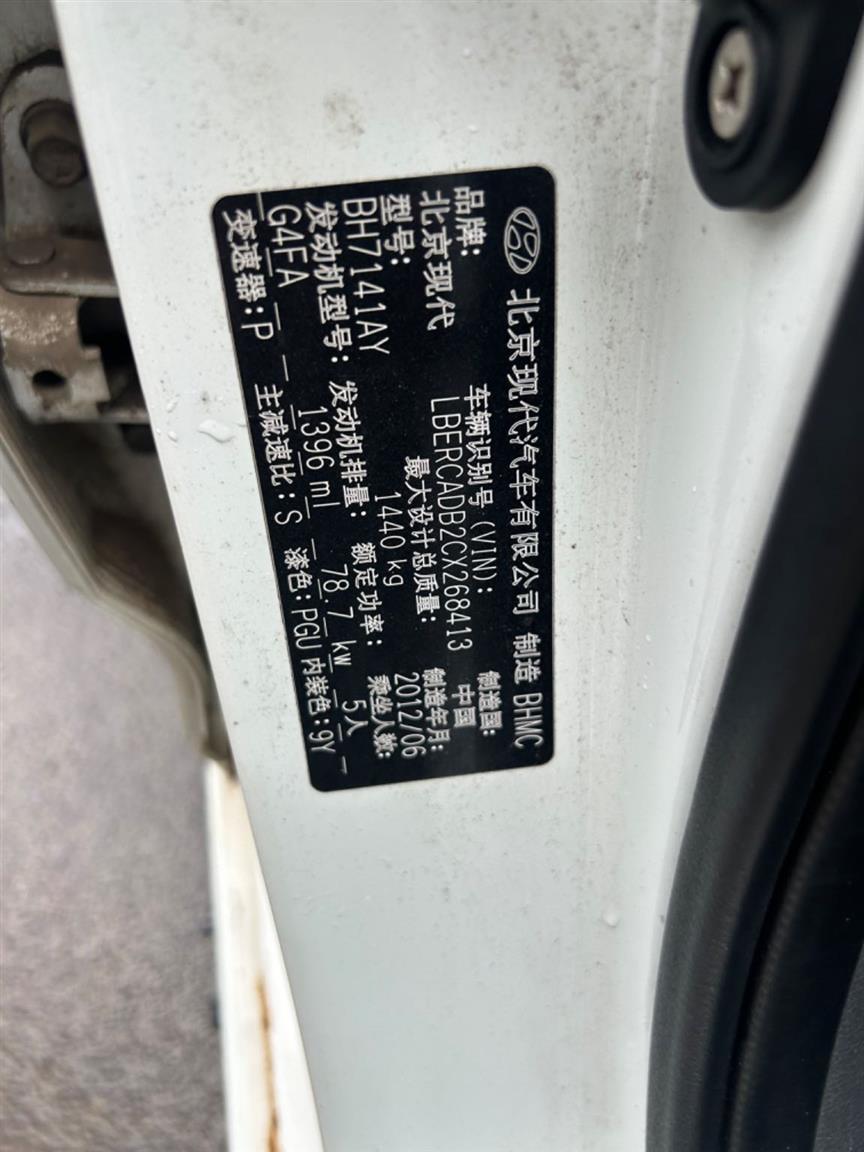 北京现代汽车有限公司 制造 BHMC
品牌: 车辆识别号(VIN): 制造国:
北京现代 LBERCADB2CX268413 中國
型号: 最大设计总质量: 制造年月:
BH7141AY 1440 kg 2012/06
发动机型号: 发动机排量: 额定功率: 乘坐人数:
G4FA 1396 ml 78.7 kw 5人
变速器:P 主减速比:S 漆色:PGU 内装色:9Y